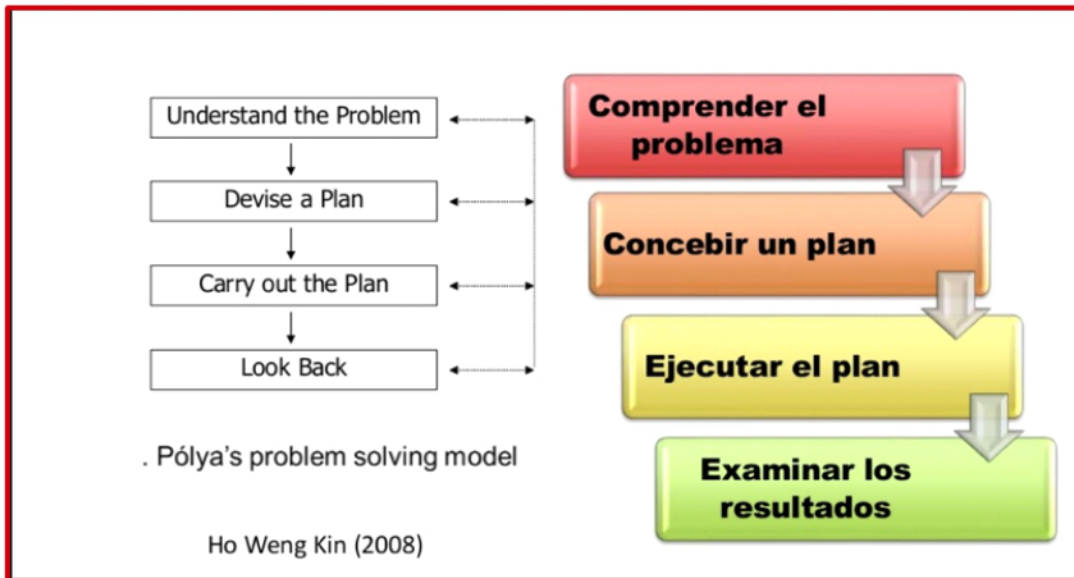 Understand the Problem
Devise a Plan
Carry out the Plan
Look Back
. Pólya's problem solving model
Ho Weng Kin (2008)
Comprender el
problema
Concebir un plan
Ejecutar el plan
Examinar los
resultados